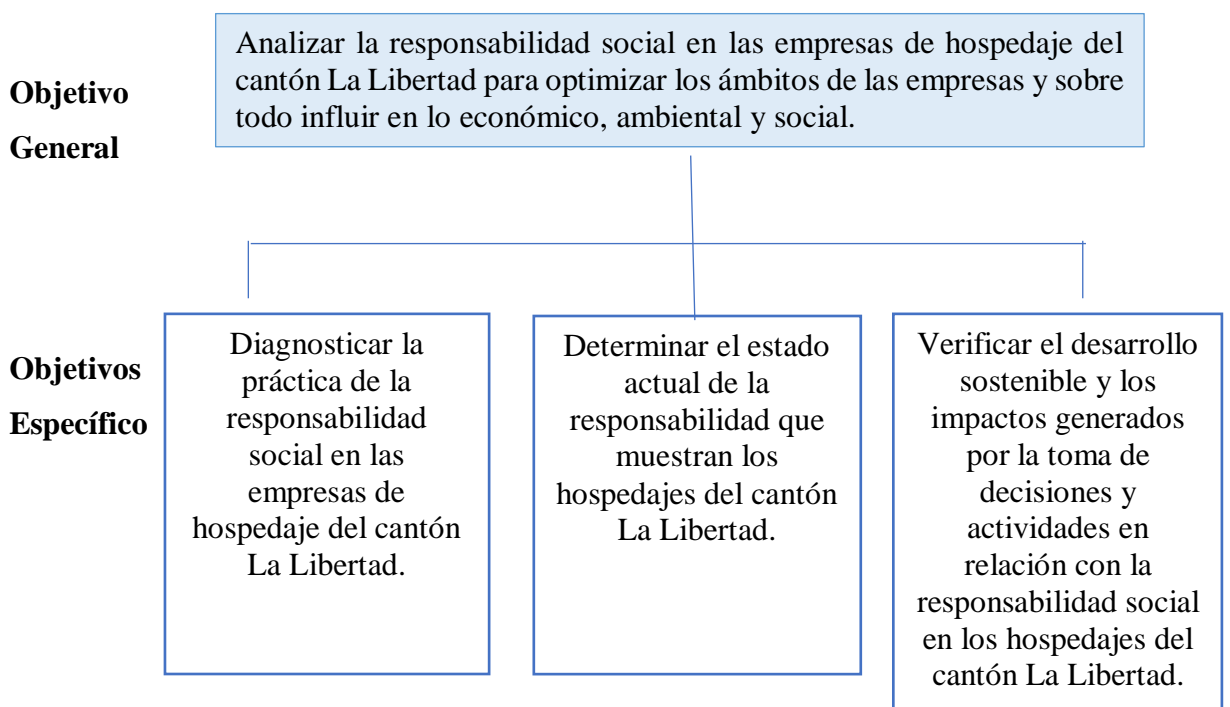 Objetivo
General
Analizar la responsabilidad social en las empresas de hospedaje del
cantón La Libertad para optimizar los ámbitos de las empresas y sobre
todo influir en lo económico, ambiental y social.
Objetivos
Específico
Diagnosticar la
práctica de la
responsabilidad
social en las
empresas de
hospedaje del cantón
La Libertad.
Determinar el estado
actual de la
responsabilidad que
muestran los
hospedajes del cantón
La Libertad.
Verificar el desarrollo
sostenible y los
impactos generados
por la toma de
decisiones y
actividades en
relación con la
responsabilidad social
en los hospedajes del
cantón La Libertad.